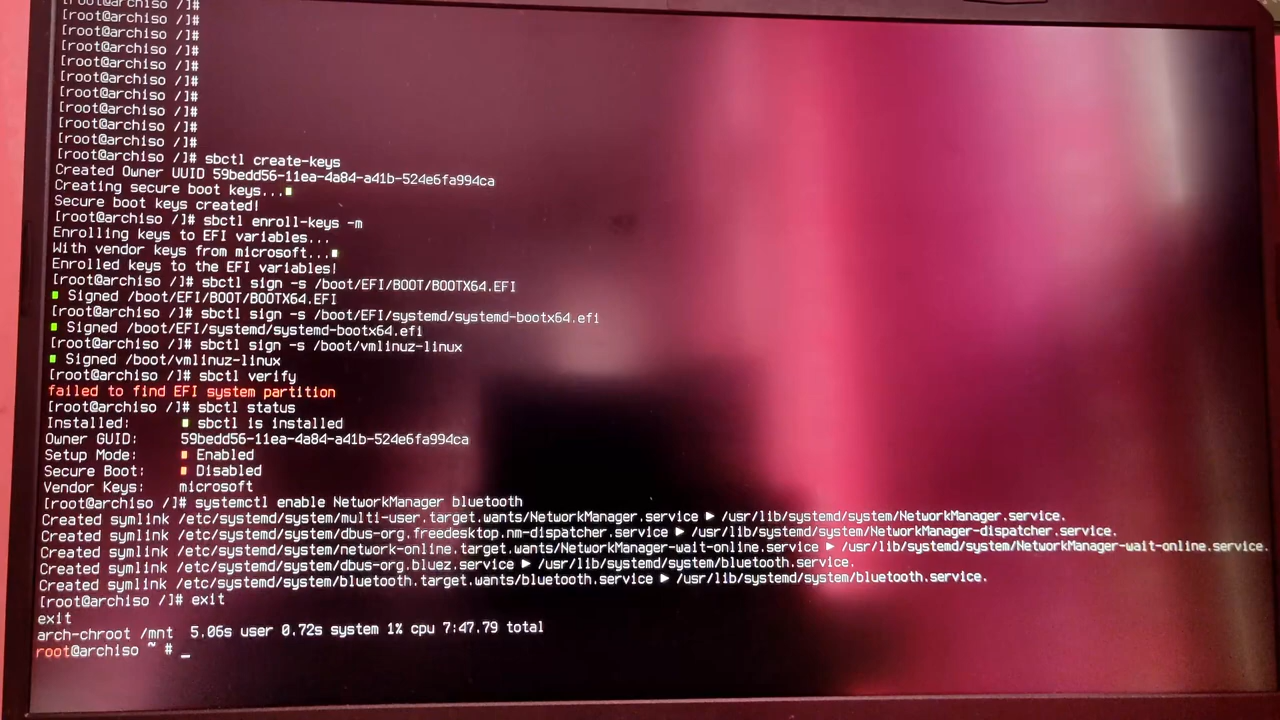 [root@archiso /]#
[root@archiso /]#
[root@archiso /]#
[root@archiso /]#
[root@archiso /]#
[root@archiso /]#
[root@archiso /]#
[root@archiso /]#
[root@archiso /]#
[root@archiso /]#
[root@archiso /]# sbctl create-keys
Created Owner UUID 59bedd56-11ea-4a84-a41b-524e6fa994ca
Creating secure boot keys...
Secure boot keys created!
[root@archiso /]# sbctl enroll-keys -m
Enrolling keys to EFI variables...
With vendor keys from microsoft...
Enrolled keys to the EFI variables!
[root@archiso /]# sbctl sign -s /boot/EFI/BOOT/BOOTX64.EFI
Signed /boot/EFI/BOOT/BOOTX64.EFI
[root@archiso /]# sbctl sign -s /boot/EFI/systemd/systemd-bootx64.efi
Signed /boot/EFI/systemd/systemd-bootx64.efi
[root@archiso /]# sbctl sign -s /boot/vmlinuz-linux
Signed /boot/vmlinuz-linux
[root@archiso /]# sbctl verify
failed to find EFI system partition
[root@archiso /]# sbctl status
Installed: sbctl is installed
Owner GUID: 59bedd56-11ea-4a84-a41b-524e6fa994ca
Setup Mode: Enabled
Secure Boot: Disabled
Vendor Keys: microsoft
[root@archiso /]# systemctl enable NetworkManager bluetooth
Created symlink /etc/systemd/system/multi-user.target.wants/NetworkManager.service ► /usr/lib/systemd/system/NetworkManager.service.
Created symlink /etc/systemd/system/dbus-org.freedesktop.nm-dispatcher.service ► /usr/lib/systemd/system/NetworkManager-dispatcher.service.
Created symlink /etc/systemd/system/network-online.target.wants/NetworkManager-wait-online.service ► /usr/lib/systemd/system/NetworkManager-wait-online.service.
Created symlink /etc/systemd/system/dbus-org.bluez.service ► /usr/lib/systemd/system/bluetooth.service.
Created symlink /etc/systemd/system/bluetooth.target.wants/bluetooth.service ► /usr/lib/systemd/system/bluetooth.service.
[root@archiso /]# exit
exit
arch-chroot /mnt 5.06s user 0.72s system 1% cpu 7:47.79 total
root@archiso ~ # _